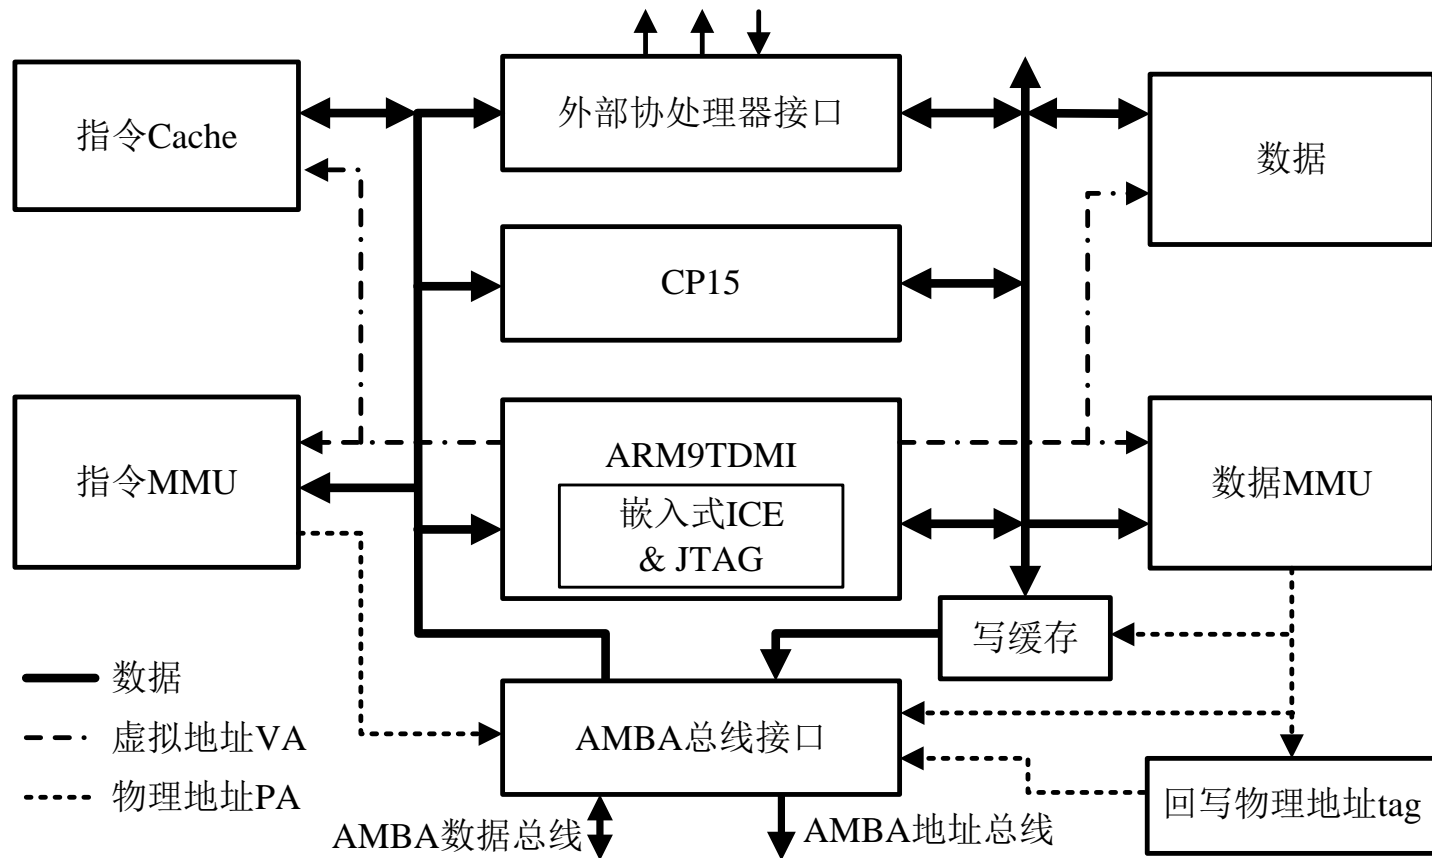 外部协处理器接口
指令Cache
数据
CP15
ARM9TDMI
指令MMU
数据MMU
嵌入式ICE
& JTAG
写缓存
数据
虚拟地址VA
AMBA总线接口
物理地址PA
回写物理地址tag
AMBA数据总线
AMBA地址总线